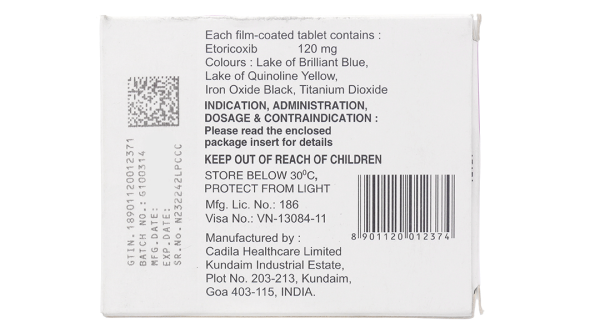 Each film-coated tablet contains :
Etoricoxib 120 mg
Colours : Lake of Brilliant Blue,
Lake of Quinoline Yellow,
Iron Oxide Black, Titanium Dioxide
INDICATION, ADMINISTRATION,
DOSAGE & CONTRAINDICATION :
Please read the enclosed
package insert for details
KEEP OUT OF REACH OF CHILDREN
STORE BELOW 30⁰C,
PROTECT FROM LIGHT
Mfg. Lic. No.: 186
Visa No.: VN-13084-11
Manufactured by :
Cadila Healthcare Limited
Kundaim Industrial Estate,
Plot No. 203-213, Kundaim,
Goa 403-115, INDIA.
8 901120 012374
GTIN. 18901120012371
BATCH NO.: G100314
MFG.DATE:
EXP.DATE:
SR.No. N232242LPCCC